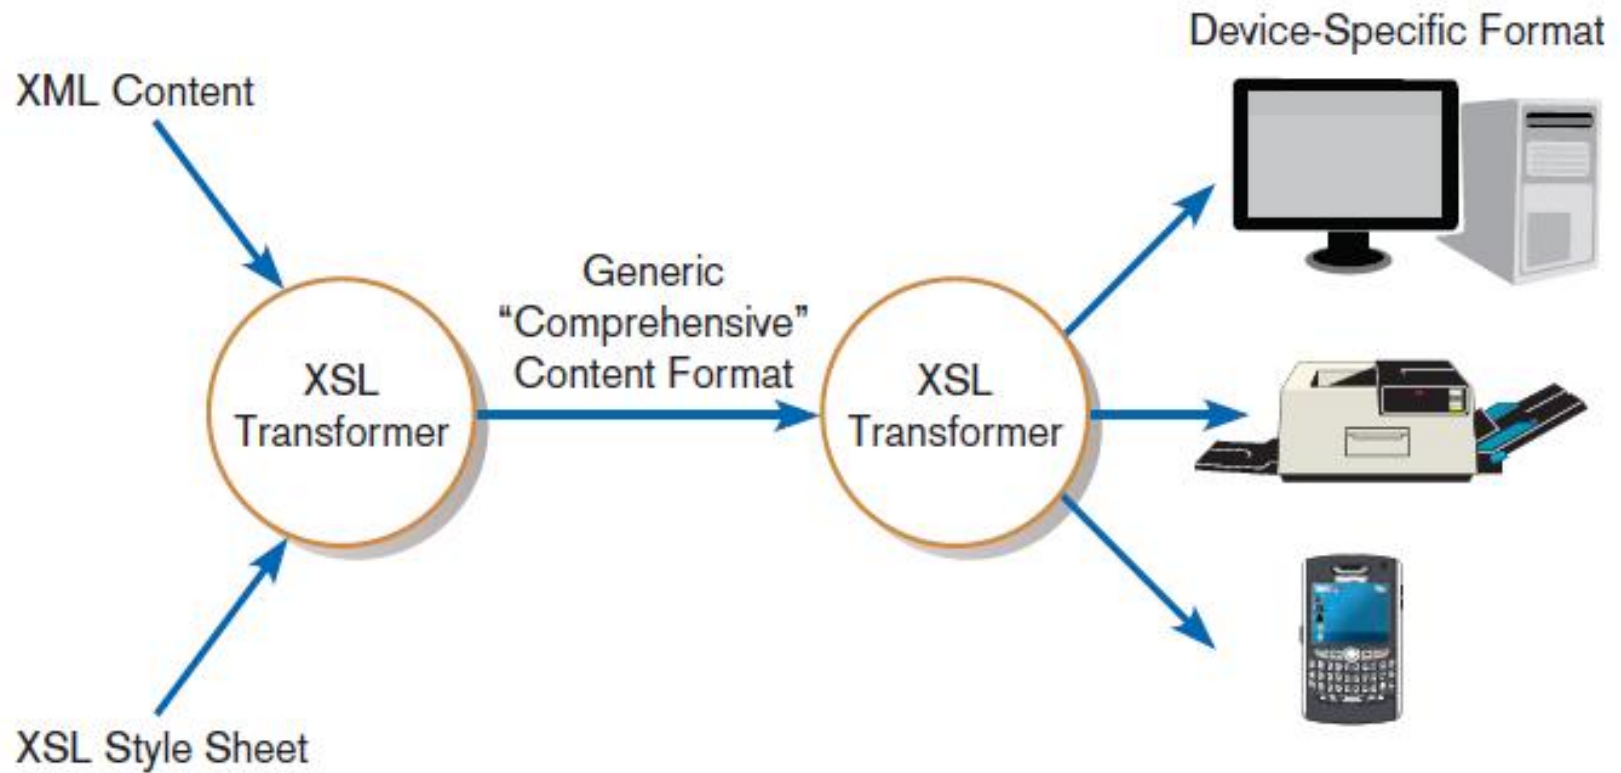 Device-Specific Format
XML Content
Generic
“Comprehensive”
Content Format
XSL
Transformer
XSL
Transformer
XSL Style Sheet